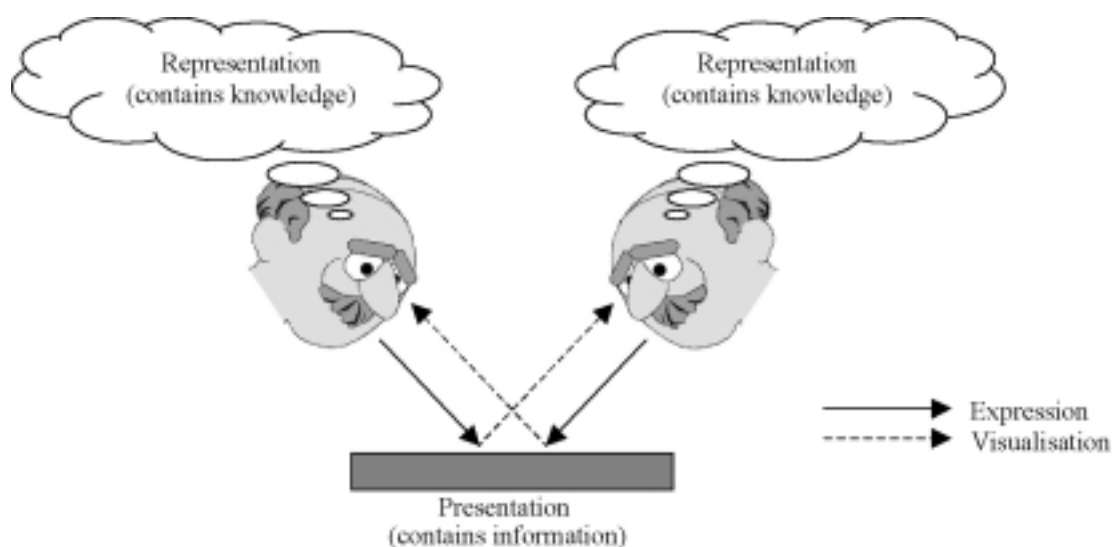 Representation
(contains knowledge)
Representation
(contains knowledge)
Expression
Visualisation
Presentation
(contains information)